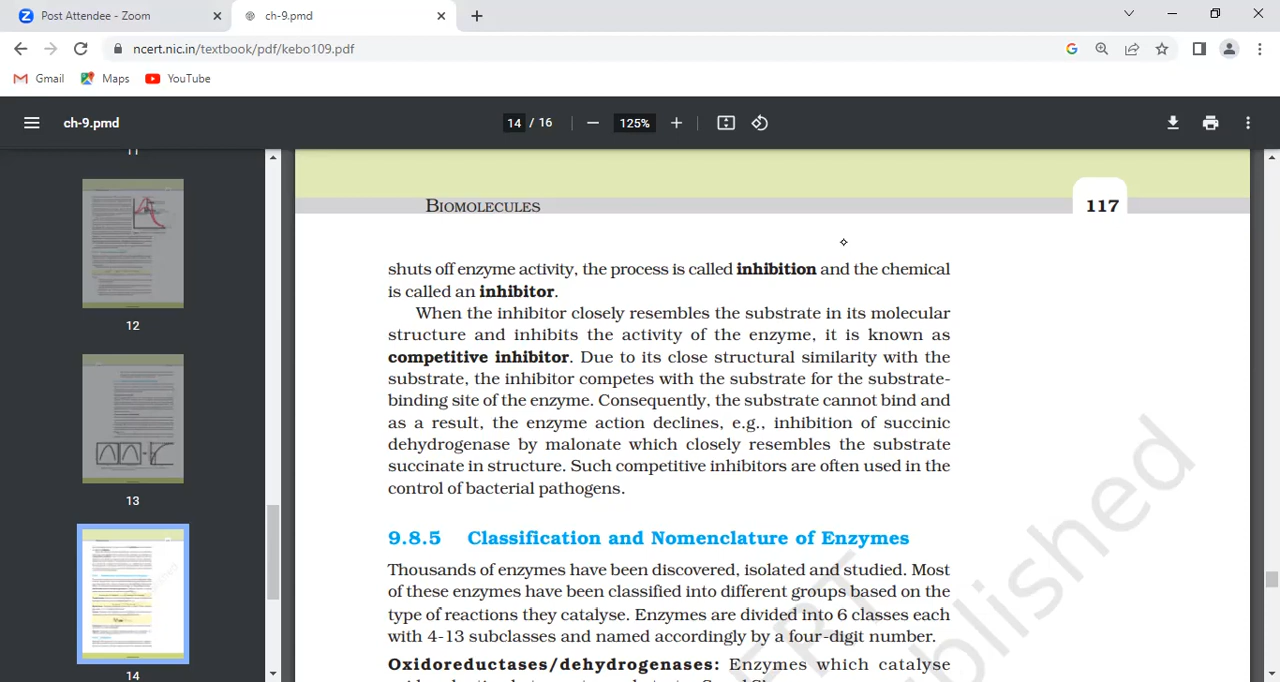 Post Attendee - Zoom
ch-9.pmd
ncert.nic.in/textbook/pdf/kebo109.pdf
Gmail Maps YouTube
ch-9.pmd
14 / 16
125%
11
12
13
14
BIOMOLECULES
117
shuts off enzyme activity, the process is called inhibition and the chemical
is called an inhibitor.
When the inhibitor closely resembles the substrate in its molecular
structure and inhibits the activity of the enzyme, it is known as
competitive inhibitor. Due to its close structural similarity with the
substrate, the inhibitor competes with the substrate for the substrate-
binding site of the enzyme. Consequently, the substrate cannot bind and
as a result, the enzyme action declines, e.g., inhibition of succinic
dehydrogenase by malonate which closely resembles the substrate
succinate in structure. Such competitive inhibitors are often used in the
control of bacterial pathogens.
9.8.5 Classification and Nomenclature of Enzymes
Thousands of enzymes have been discovered, isolated and studied. Most
of these enzymes have been classified into different groups based on the
type of reactions they catalyse. Enzymes are divided into 6 classes each
with 4-13 subclasses and named accordingly by a four-digit number.
Oxidoreductases/dehydrogenases: Enzymes which catalyse